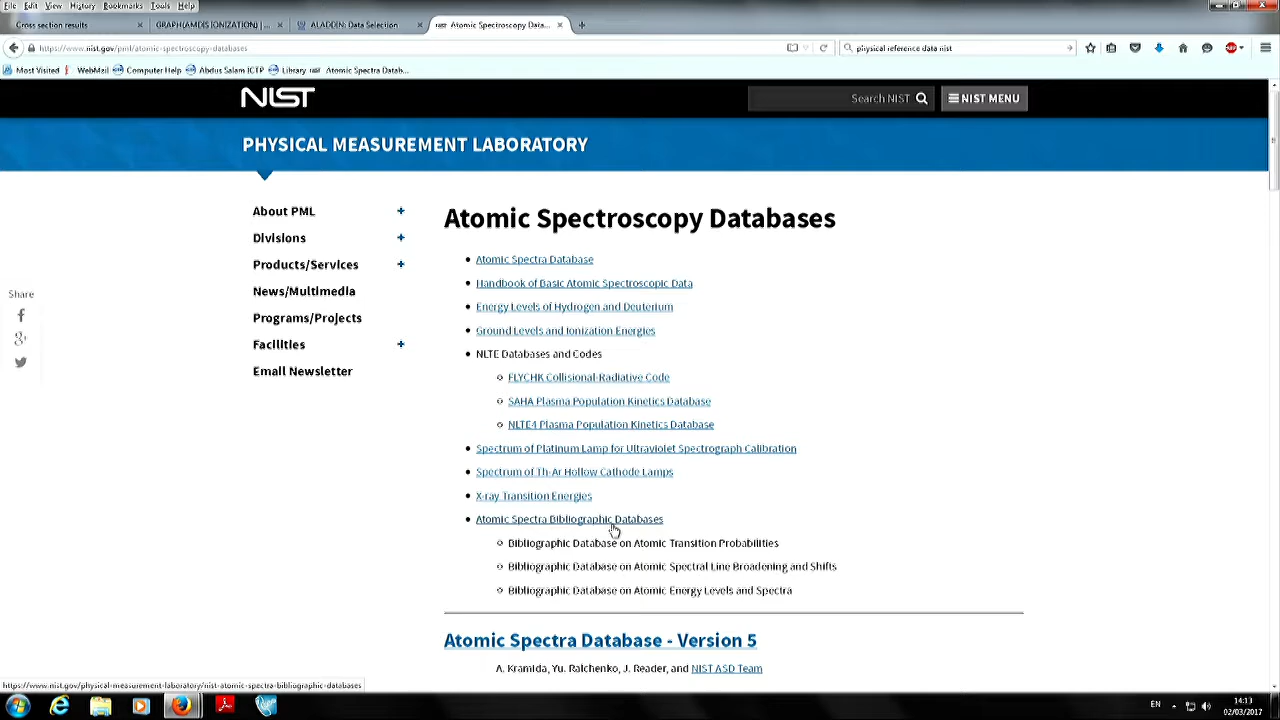 File Edit View History Bookmarks Tools Help
Cross section results
GRAPH(AMDIS IONIZATION) | ...
ALADDIN: Data Selection
NIST Atomic Spectroscopy Data...
https://www.nist.gov/pml/atomic-spectroscopy-databases
physical reference data nist
Most Visited WebMail Computer Help Abdus Salam ICTP Library NIST Atomic Spectra Datab...
NIST
Search NIST
NIST MENU
PHYSICAL MEASUREMENT LABORATORY
About PML +
Divisions +
Products/Services +
News/Multimedia
Programs/Projects
Facilities +
Email Newsletter
Share
Atomic Spectroscopy Databases
Atomic Spectra Database
Handbook of Basic Atomic Spectroscopic Data
Energy Levels of Hydrogen and Deuterium
Ground Levels and Ionization Energies
NLTE Databases and Codes
FLYCHK Collisional-Radiative Code
SAHA Plasma Population Kinetics Database
NLTE4 Plasma Population Kinetics Database
Spectrum of Platinum Lamp for Ultraviolet Spectrograph Calibration
Spectrum of Th-Ar Hollow Cathode Lamps
X-ray Transition Energies
Atomic Spectra Bibliographic Databases
Bibliographic Database on Atomic Transition Probabilities
Bibliographic Database on Atomic Spectral Line Broadening and Shifts
Bibliographic Database on Atomic Energy Levels and Spectra
Atomic Spectra Database - Version 5
A. Kramida, Yu. Ralchenko, J. Reader, and NIST ASD Team
https://www.nist.gov/physical-measurement-laboratory/nist-atomic-spectra-bibliographic-databases
EN
14:13
02/03/2017